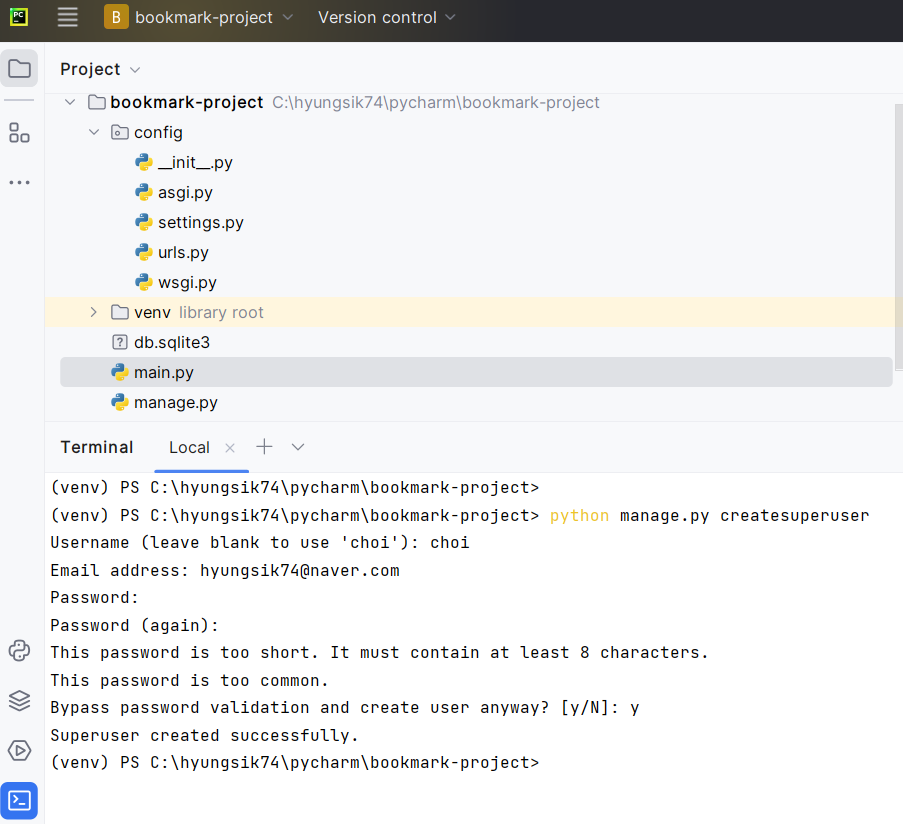 PC
B bookmark-project Version control
Project
bookmark-project C:\hyungsik74\pycharm\bookmark-project
config
__init__.py
asgi.py
settings.py
urls.py
wsgi.py
venv library root
db.sqlite3
main.py
manage.py
Terminal Local
(venv) PS C:\hyungsik74\pycharm\bookmark-project>
(venv) PS C:\hyungsik74\pycharm\bookmark-project> python manage.py createsuperuser
Username (leave blank to use 'choi'): choi
Email address: hyungsik74@naver.com
Password:
Password (again):
This password is too short. It must contain at least 8 characters.
This password is too common.
Bypass password validation and create user anyway? [y/N]: y
Superuser created successfully.
(venv) PS C:\hyungsik74\pycharm\bookmark-project>